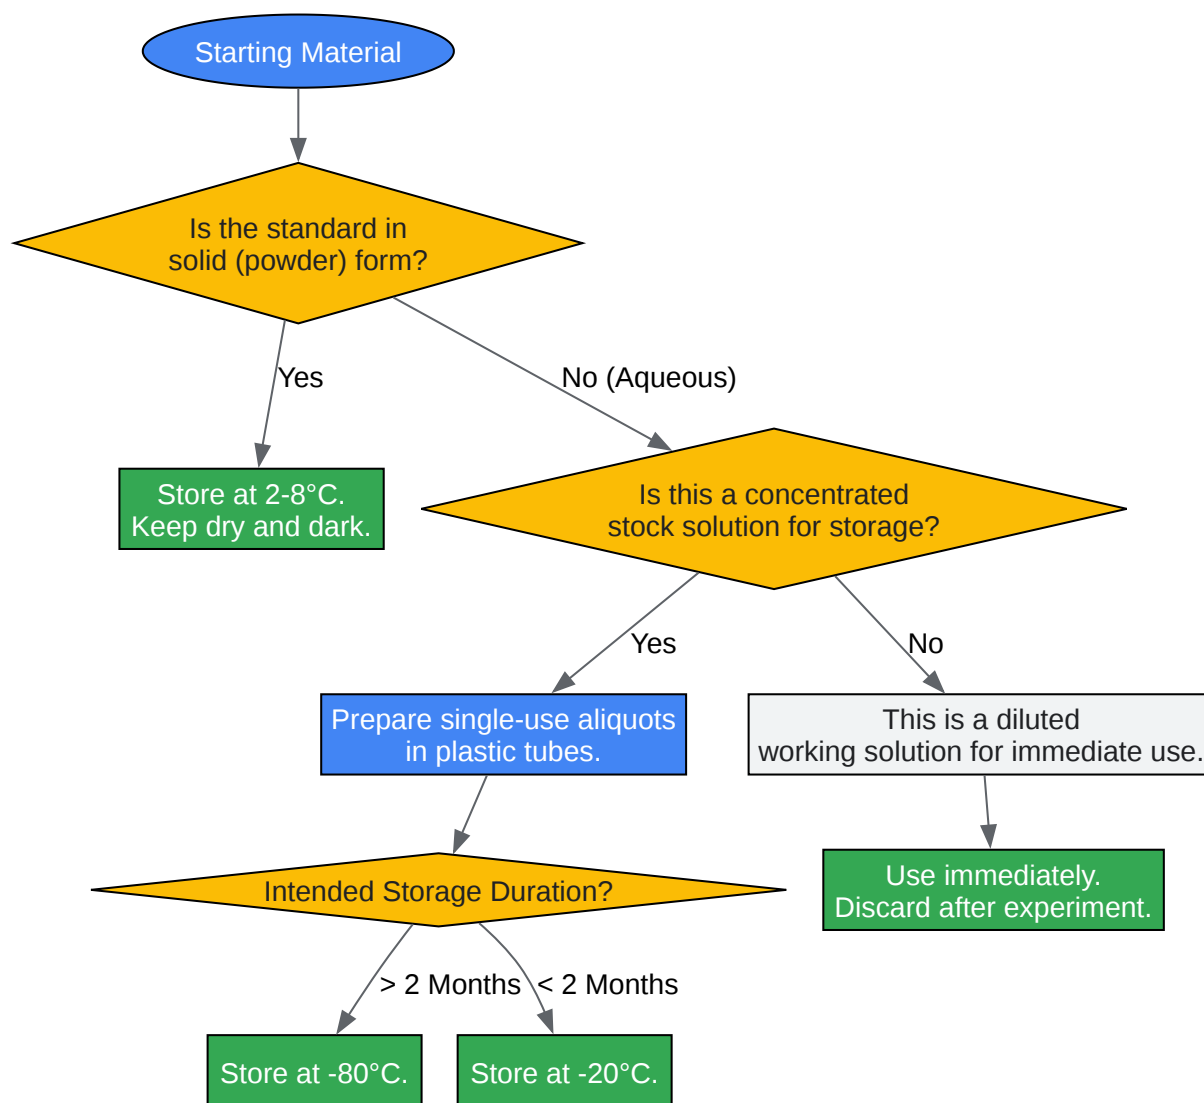 Starting Material
Is the standard in
solid (powder) form?
Yes
No (Aqueous)
Store at 2-8°C.
Keep dry and dark.
Is this a concentrated
stock solution for storage?
Yes
No
Prepare single-use aliquots
in plastic tubes.
This is a diluted
working solution for immediate use.
Intended Storage Duration?
Use immediately.
Discard after experiment.
> 2 Months
< 2 Months
Store at -80°C.
Store at -20°C.